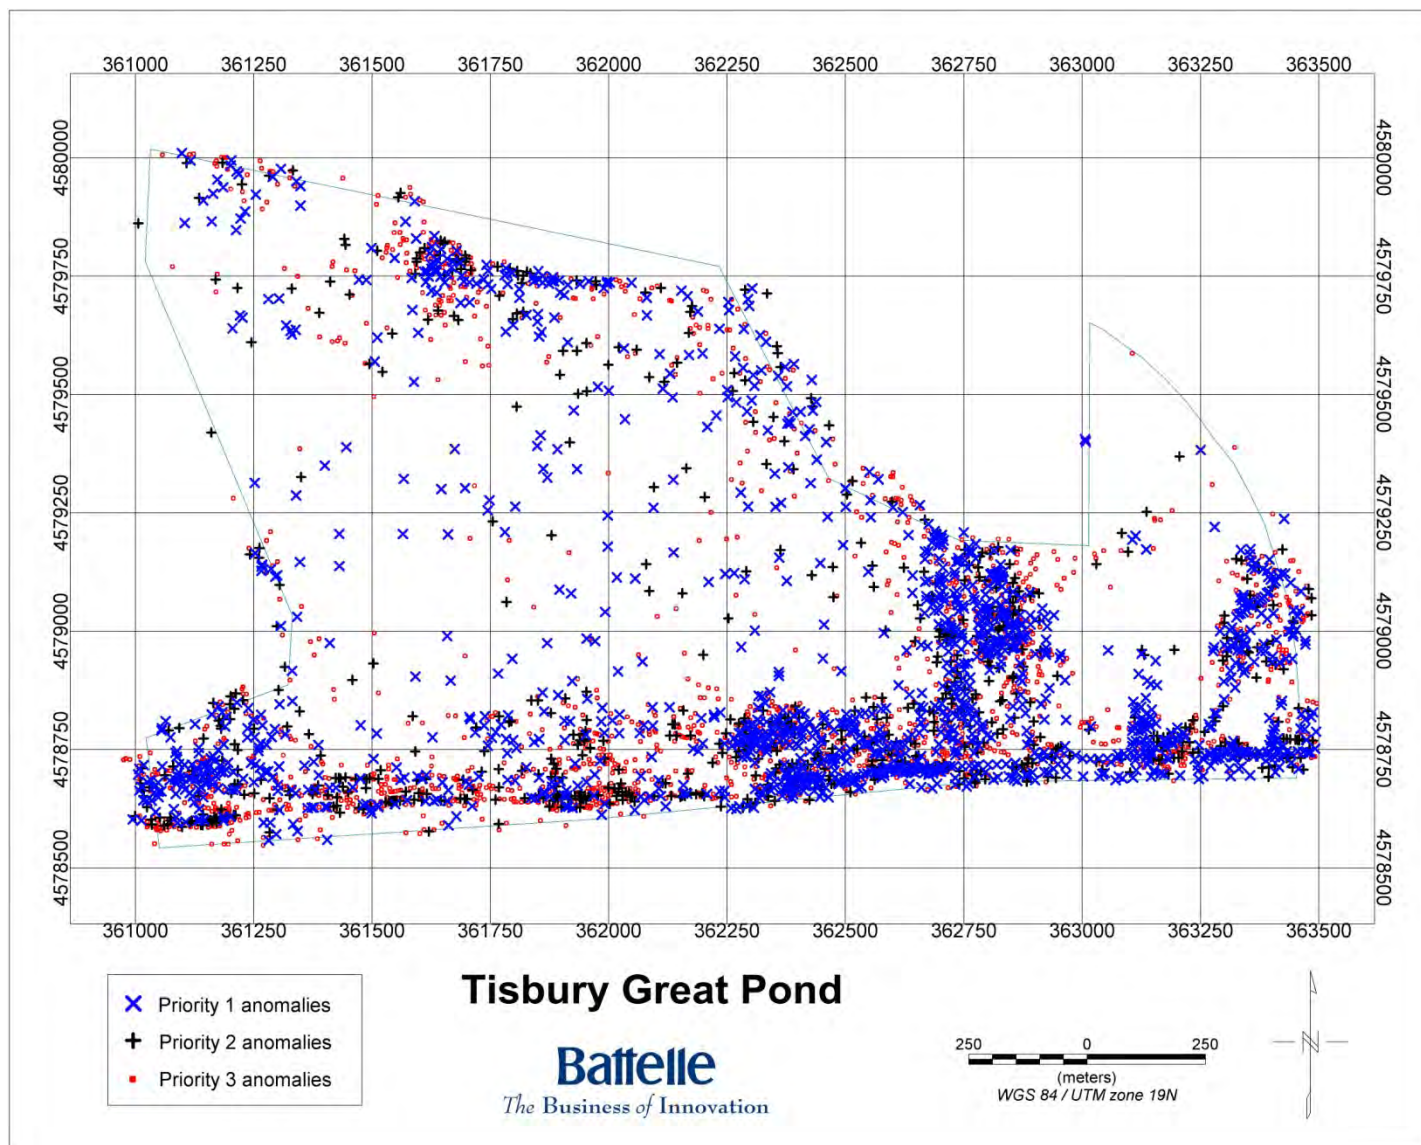 361000 361250 361500 361750 362000 362250 362500 362750 363000 363250 363500
4580000 4580000
4579750 4579750
4579500 4579500
4579250 4579250
4579000 4579000
4578750 4578750
4578500 4578500
361000 361250 361500 361750 362000 362250 362500 362750 363000 363250 363500
Tisbury Great Pond
Priority 1 anomalies
Priority 2 anomalies
Priority 3 anomalies
Battelle
The Business of Innovation
250 0 250
(meters)
WGS 84 / UTM zone 19N
N